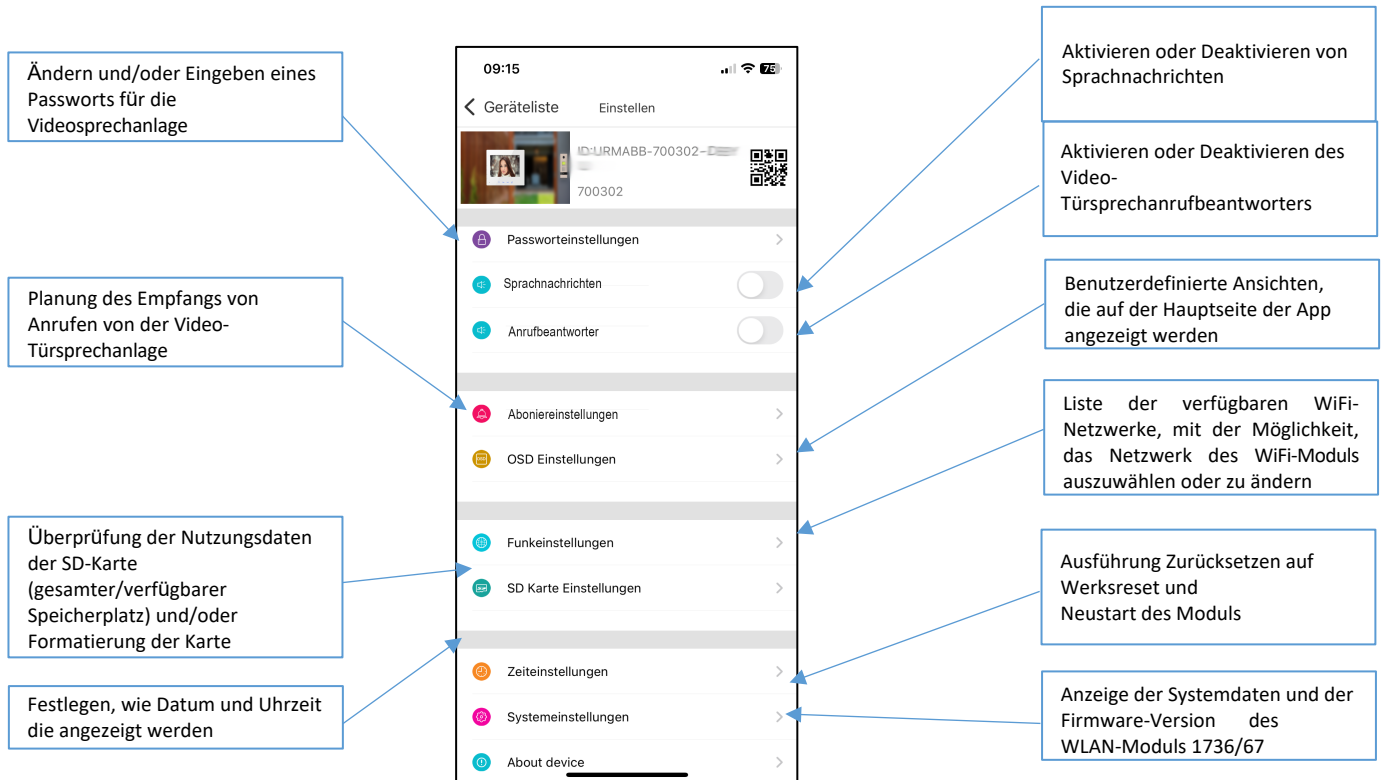 Ändern und/oder Eingeben eines
Passworts für die
Videosprechanlage
Planung des Empfangs von
Anrufen von der Video-
Türsprechanlage
Überprüfung der Nutzungsdaten
der SD-Karte
(gesamter/verfügbarer
Speicherplatz) und/oder
Formatierung der Karte
Festlegen, wie Datum und Uhrzeit
die angezeigt werden
09:15
75
Geräteliste Einstellen
ID:URMABB-700302-
700302
Passworteinstellungen
Sprachnachrichten
Anrufbeantworter
Aboniereinstellungen
OSD Einstellungen
Funkeinstellungen
SD Karte Einstellungen
Zeiteinstellungen
Systemeinstellungen
About device
Aktivieren oder Deaktivieren von
Sprachnachrichten
Aktivieren oder Deaktivieren des
Video-
Türsprechanrufbeantworters
Benutzerdefinierte Ansichten,
die auf der Hauptseite der App
angezeigt werden
Liste der verfügbaren WiFi-
Netzwerke, mit der Möglichkeit,
das Netzwerk des WiFi-Moduls
auszuwählen oder zu ändern
Ausführung Zurücksetzen auf
Werksreset und
Neustart des Moduls
Anzeige der Systemdaten und der
Firmware-Version des
WLAN-Moduls 1736/67